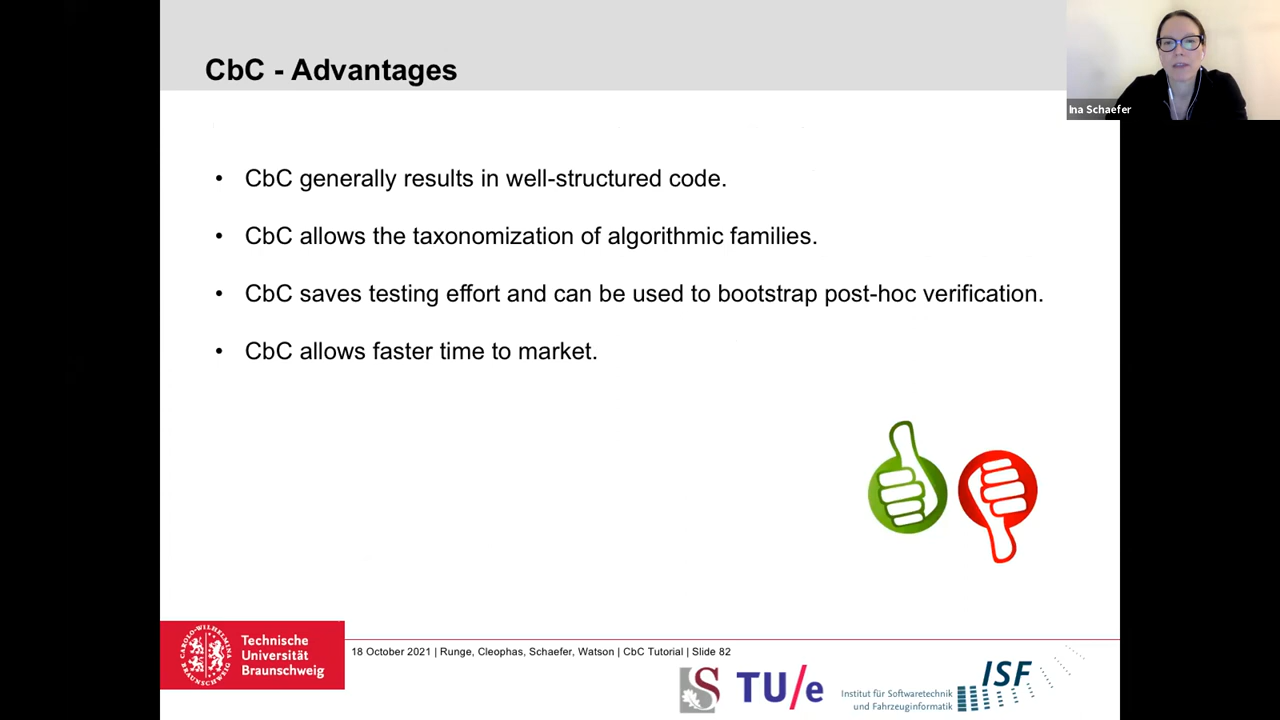 CbC - Advantages
Ina Schaefer
• CbC generally results in well-structured code.
• CbC allows the taxonomization of algorithmic families.
• CbC saves testing effort and can be used to bootstrap post-hoc verification.
• CbC allows faster time to market.
Technische
Universität
Braunschweig
18 October 2021 | Runge, Cleophas, Schaefer, Watson | CbC Tutorial | Slide 82
S
TU/e
Institut für Softwaretechnik
und Fahrzeuginformatik
ISF